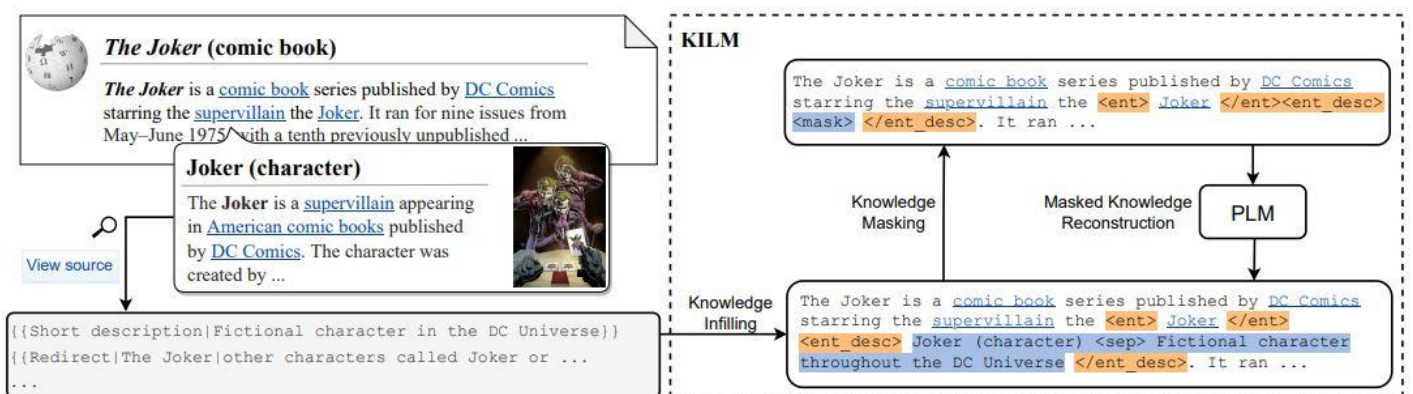 The Joker (comic book)
The Joker is a comic book series published by DC Comics
starring the supervillain the Joker. It ran for nine issues from
May–June 1975, with a tenth previously unpublished ...
Joker (character)
The Joker is a supervillain appearing
in American comic books published
by DC Comics. The character was
created by ...
View source
{{Short description|Fictional character in the DC Universe}}
{{Redirect|The Joker|other characters called Joker or ...
...
KILM
The Joker is a comic book series published by DC Comics
starring the supervillain the <ent> Joker </ent><ent_desc>
<mask> </ent_desc>. It ran ...
Knowledge
Masking
Masked Knowledge
Reconstruction
PLM
Knowledge
Infilling
The Joker is a comic book series published by DC Comics
starring the supervillain the <ent> Joker </ent>
<ent_desc> Joker (character) <sep> Fictional character
throughout the DC Universe </ent_desc>. It ran ...